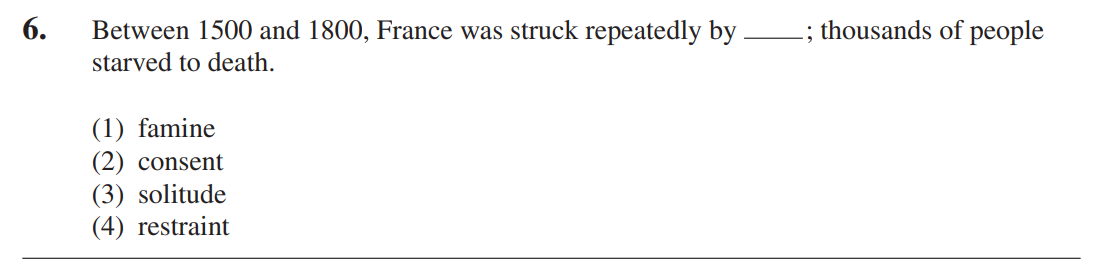 6. Between 1500 and 1800, France was struck repeatedly by ____; thousands of people
starved to death.
(1) famine
(2) consent
(3) solitude
(4) restraint